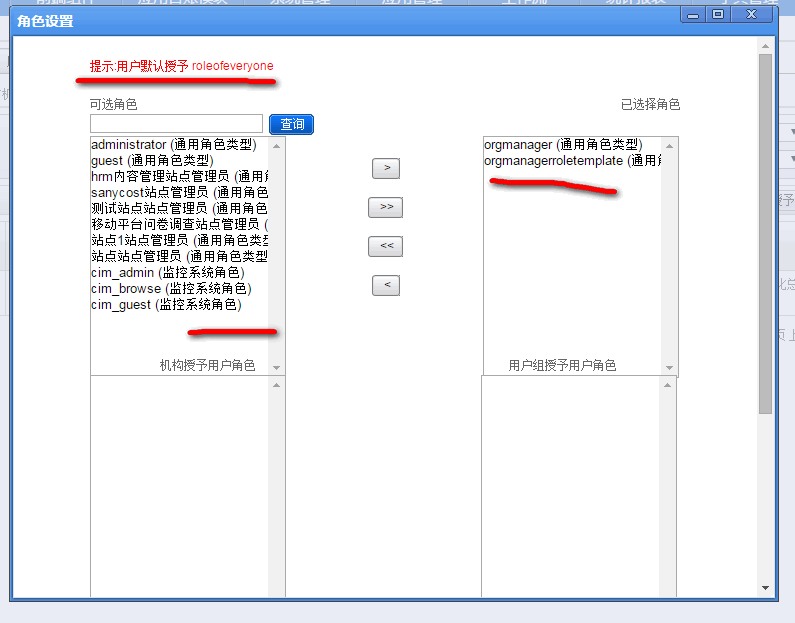 角色设置
提示:用户默认授予 roleofeveryone
可选角色
已选择角色
查询
administrator (通用角色类型)
guest (通用角色类型)
hrm内容管理站点管理员 (通用
sanycost站点管理员 (通用角色
测试站点站点管理员 (通用角色
移动平台问卷调查站点管理员 (
站点1站点管理员 (通用角色类型
站点站点管理员 (通用角色类型
cim_admin (监控系统角色)
cim_browse (监控系统角色)
cim_guest (监控系统角色)
>
>>
<<
<
orgmanager (通用角色类型)
orgmanagerroletemplate (通用
机构授予用户角色
用户组授予用户角色